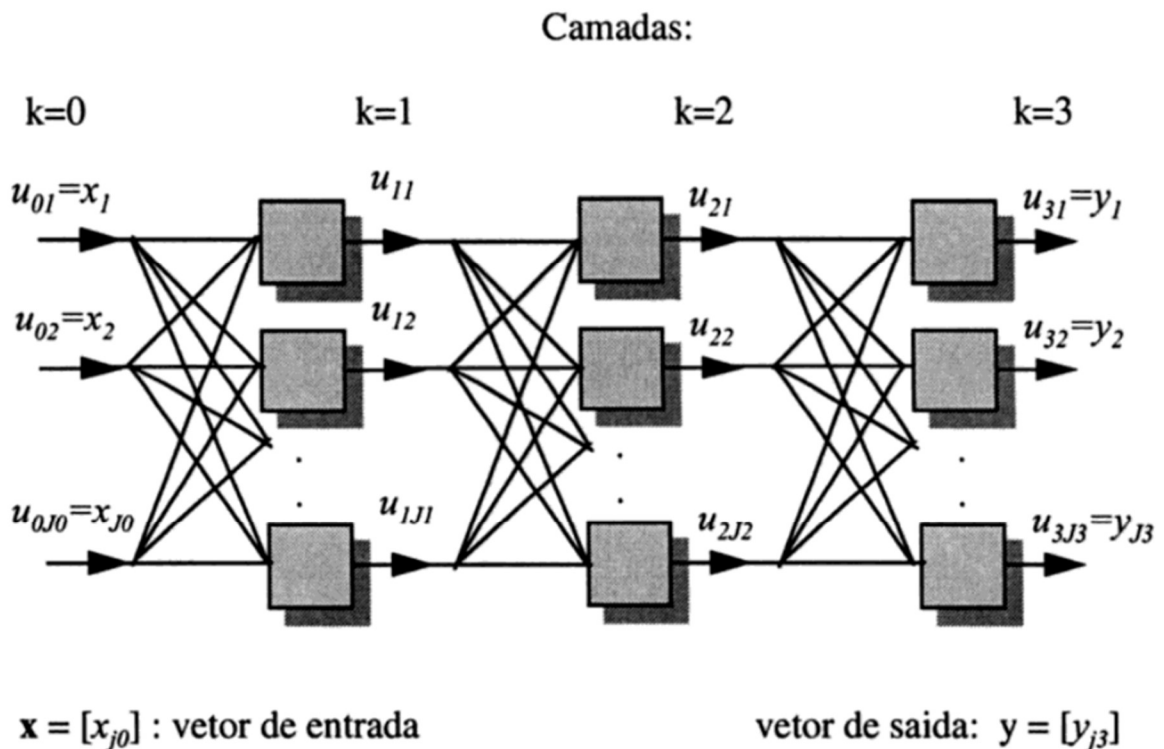 Camadas:
k=0 k=1 k=2 k=3
u01=x1 u11 u21 u31=y1
u02=x2 u12 u22 u32=y2
u0J0=xJ0 u1J1 u2J2 u3J3=yJ3
x = [xj0] : vetor de entrada vetor de saida: y = [yj3]